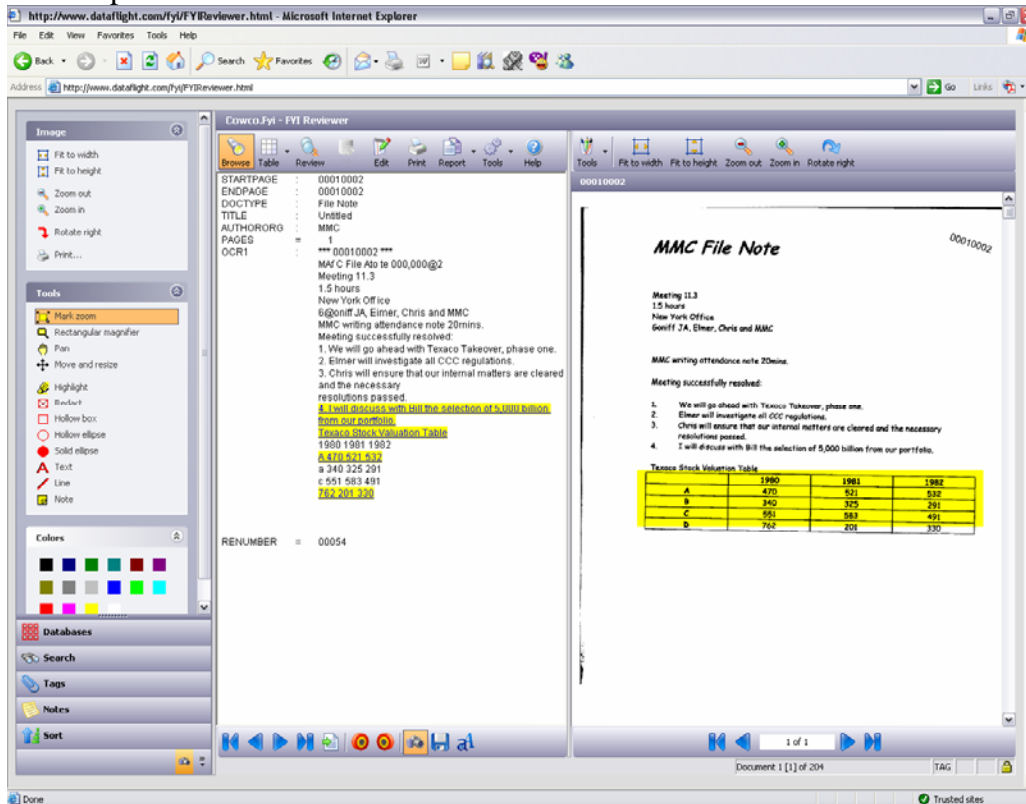 http://www.dataflight.com/fyi/FYIReviewer.html - Microsoft Internet Explorer
File Edit View Favorites Tools Help
Back Search Favorites
Address http://www.dataflight.com/fyi/FYIReviewer.html Go Links
Image
Fit to width
Fit to height
Zoom out
Zoom in
Rotate right
Print...
Tools
Mark zoom
Rectangular magnifier
Pan
Move and resize
Highlight
Redact
Hollow box
Hollow ellipse
Solid ellipse
Text
Line
Note
Colors
Databases
Search
Tags
Notes
Sort
Cowco.Fyi - FYI Reviewer
Browse Table Review Edit Print Report Tools Help
STARTPAGE : 00010002
ENDPAGE : 00010002
DOCTYPE : File Note
TITLE : Untitled
AUTHORORG : MMC
PAGES = 1
OCR1 : *** 00010002 ***
MAf C File Ato te 000,000@2
Meeting 11.3
1.5 hours
New York Office
6@oniff JA, Eimer, Chris and MMC
MMC writing attendance note 20mins.
Meeting successfully resolved:
1. We will go ahead with Texaco Takeover, phase one.
2. Elmer will investigate all CCC regulations.
3. Chris will ensure that our internal matters are cleared
and the necessary
resolutions passed.
4. I will discuss with Bill the selection of 5,000 billion
from our portfolio.
Texaco Stock Valuation Table
1980 1981 1982
A 470 521 532
a 340 325 291
c 551 583 491
762 201 330
RENUMBER = 00054
Tools Fit to width Fit to height Zoom out Zoom in Rotate right
00010002
MMC File Note
00010002
Meeting 11.3
1.5 hours
New York Office
Goniff JA, Elmer, Chris and MMC
MMC writing attendance note 20mins.
Meeting successfully resolved:
1. We will go ahead with Texaco Takeover, phase one.
2. Elmer will investigate all CCC regulations.
3. Chris will ensure that our internal matters are cleared and the necessary
resolutions passed.
4. I will discuss with Bill the selection of 5,000 billion from our portfolio.
Texaco Stock Valuation Table
1980 1981 1982
A 470 521 532
B 340 325 291
C 551 583 491
D 762 201 330
1 of 1
Document 1 [1] of 204 TAG
Done Trusted sites